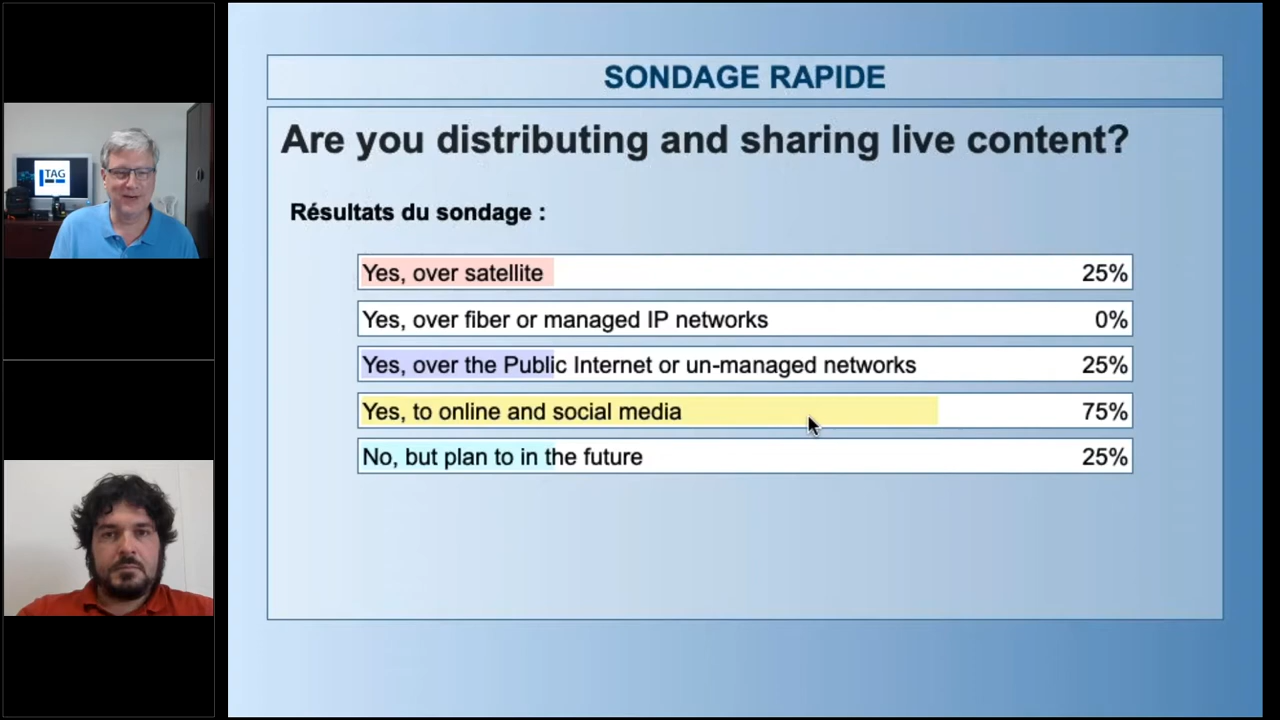 TAG
SONDAGE RAPIDE
Are you distributing and sharing live content?
Résultats du sondage :
Yes, over satellite 25%
Yes, over fiber or managed IP networks 0%
Yes, over the Public Internet or un-managed networks 25%
Yes, to online and social media 75%
No, but plan to in the future 25%